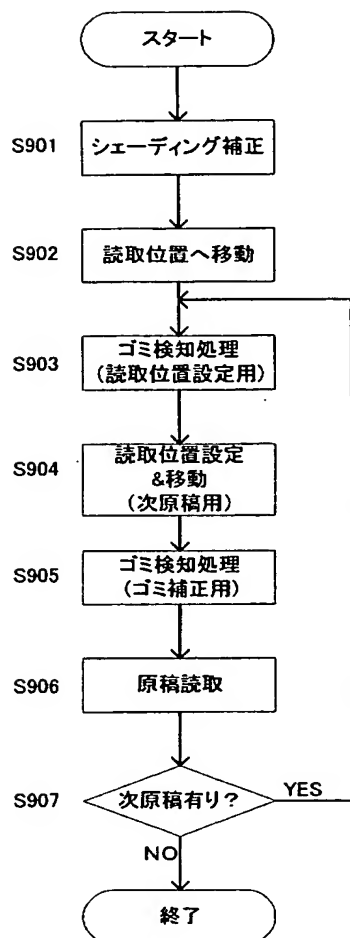 スタート
S901
シェーディング補正
S902
読取位置へ移動
S903
ゴミ検知処理
(読取位置設定用)
S904
読取位置設定
&移動
(次原稿用)
S905
ゴミ検知処理
(ゴミ補正用)
S906
原稿読取
S907
次原稿有り?
YES
NO
終了